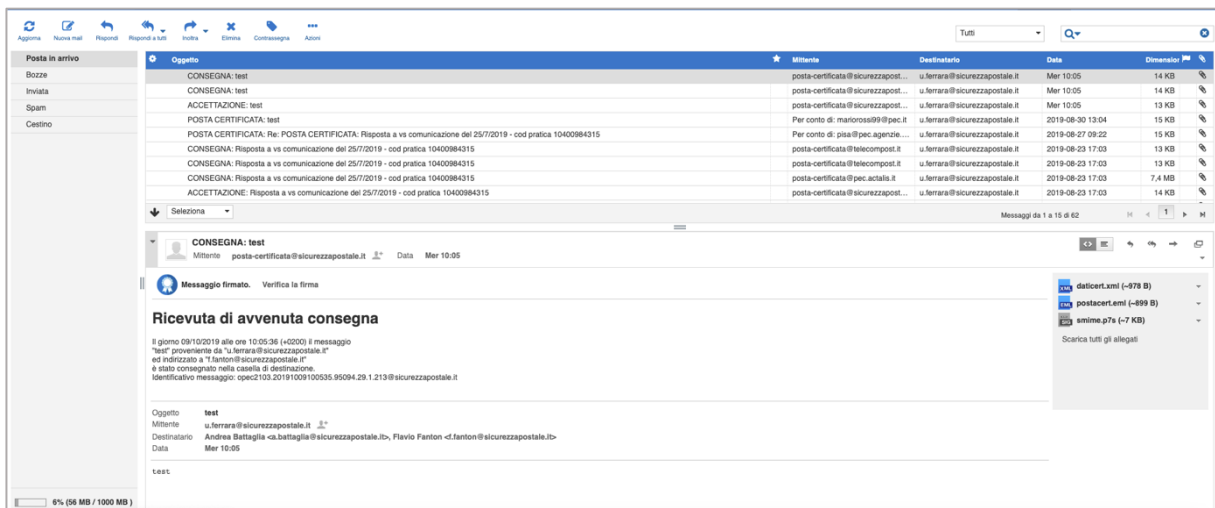 Aggiorna Nuova mail Rispondi Rispondi a tutti Inoltra Elimina Contrassegna Azioni Tutti
Posta in arrivo
Bozze
Inviata
Spam
Cestino
Oggetto Mittente Destinatario Data Dimensior
CONSEGNA: test posta-certificata@sicurezzapost... u.ferrara@sicurezzapostale.it Mer 10:05 14 KB
CONSEGNA: test posta-certificata@sicurezzapost... u.ferrara@sicurezzapostale.it Mer 10:05 14 KB
ACCETTAZIONE: test posta-certificata@sicurezzapost... u.ferrara@sicurezzapostale.it Mer 10:05 13 KB
POSTA CERTIFICATA: test Per conto di: mariorossi99@pec.it u.ferrara@sicurezzapostale.it 2019-08-30 13:04 15 KB
POSTA CERTIFICATA: Re: POSTA CERTIFICATA: Risposta a vs comunicazione del 25/7/2019 - cod pratica 10400984315 Per conto di: pisa@pec.agenzie.... u.ferrara@sicurezzapostale.it 2019-08-27 09:22 15 KB
CONSEGNA: Risposta a vs comunicazione del 25/7/2019 - cod pratica 10400984315 posta-certificata@telecompost.it u.ferrara@sicurezzapostale.it 2019-08-23 17:03 13 KB
CONSEGNA: Risposta a vs comunicazione del 25/7/2019 - cod pratica 10400984315 posta-certificata@telecompost.it u.ferrara@sicurezzapostale.it 2019-08-23 17:03 13 KB
CONSEGNA: Risposta a vs comunicazione del 25/7/2019 - cod pratica 10400984315 posta-certificata@pec.actalis.it u.ferrara@sicurezzapostale.it 2019-08-23 17:03 7,4 MB
ACCETTAZIONE: Risposta a vs comunicazione del 25/7/2019 - cod pratica 10400984315 posta-certificata@sicurezzapost... u.ferrara@sicurezzapostale.it 2019-08-23 17:03 14 KB
Seleziona Messaggi da 1 a 15 di 62 1
CONSEGNA: test
Mittente posta-certificata@sicurezzapostale.it Data Mer 10:05
Messaggio firmato. Verifica la firma
daticert.xml (~978 B)
postacert.eml (~899 B)
smime.p7s (~7 KB)
Scarica tutti gli allegati
Ricevuta di avvenuta consegna
Il giorno 09/10/2019 alle ore 10:05:36 (+0200) il messaggio
"test" proveniente da "u.ferrara@sicurezzapostale.it"
ed indirizzato a "f.fanton@sicurezzapostale.it"
è stato consegnato nella casella di destinazione.
Identificativo messaggio: opec2103.20191009100535.95094.29.1.213@sicurezzapostale.it
Oggetto test
Mittente u.ferrara@sicurezzapostale.it
Destinatario Andrea Battaglia <a.battaglia@sicurezzapostale.it>, Flavio Fanton <f.fanton@sicurezzapostale.it>
Data Mer 10:05
test
6% (56 MB / 1000 MB )